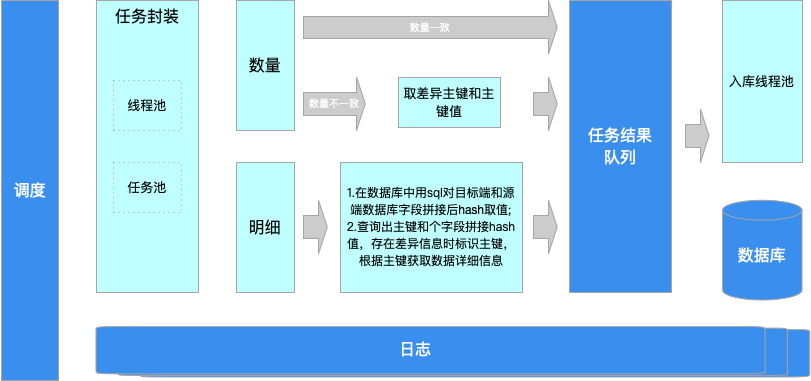 调度
任务封装
线程池
任务池
数量
数量一致
数量不一致
取差异主键和主
键值
明细
1.在数据库中用sql对目标端和源
端数据库字段拼接后hash取值;
2.查询出主键和个字段拼接hash
值，存在差异信息时标识主键，
根据主键获取数据详细信息
任务结果
队列
入库线程池
数据库
日志